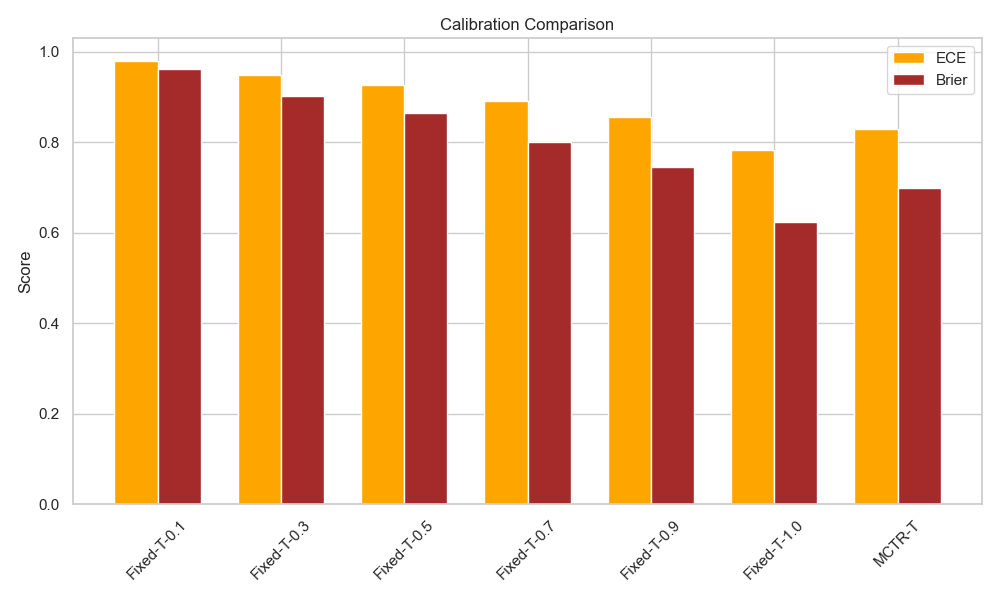 Calibration Comparison
ECE
Brier
Score
1.0
0.8
0.6
0.4
0.2
0.0
Fixed-T-0.1
Fixed-T-0.3
Fixed-T-0.5
Fixed-T-0.7
Fixed-T-0.9
Fixed-T-1.0
MCTR-T